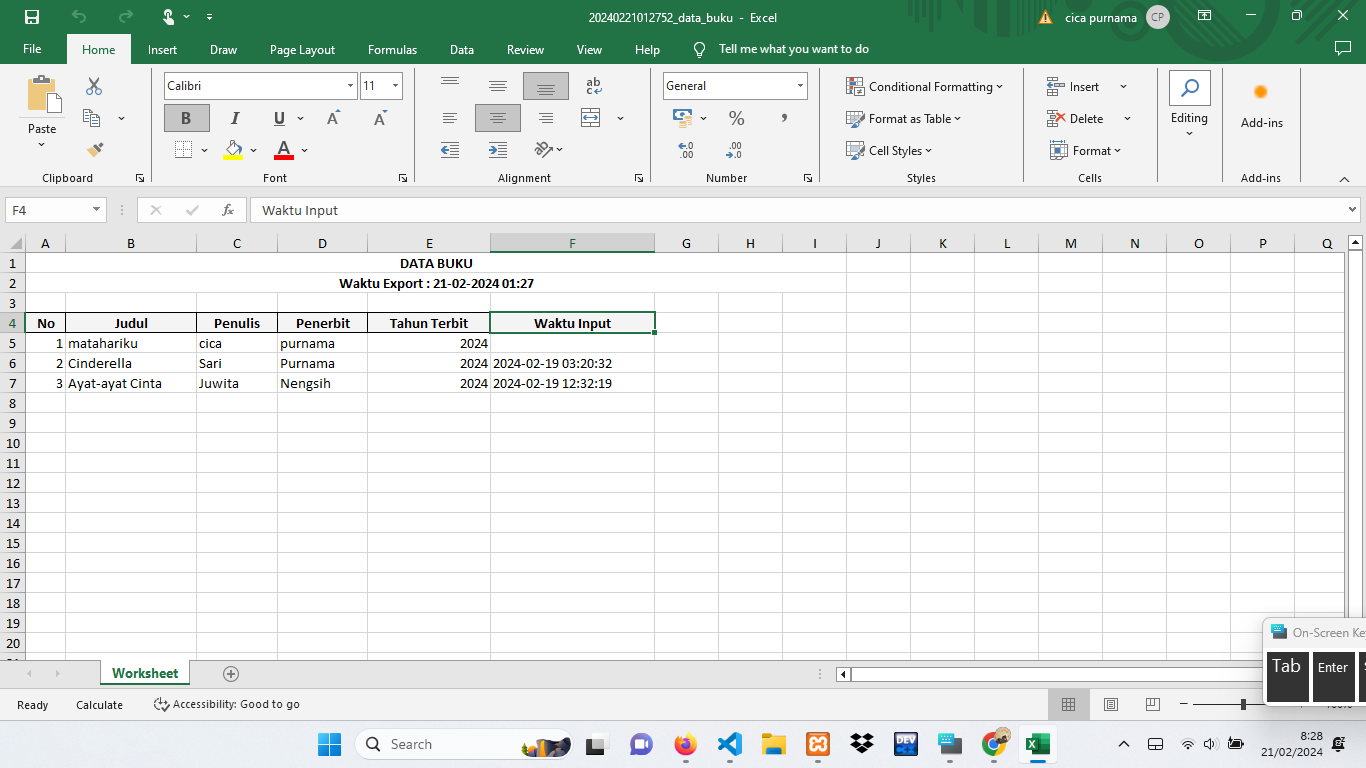 20240221012752_data_buku - Excel
cica purnama CP
File Home Insert Draw Page Layout Formulas Data Review View Help Tell me what you want to do
Calibri 11 ab General Conditional Formatting Insert
Paste B I U A A % Format as Table Delete Editing Add-ins
A Cell Styles Format
Clipboard Font Alignment Number Styles Cells Add-ins
F4 fx Waktu Input
A B C D E F G H I J K L M N O P Q
1 DATA BUKU
2 Waktu Export : 21-02-2024 01:27
3
4 No Judul Penulis Penerbit Tahun Terbit Waktu Input
5 1 matahariku cica purnama 2024
6 2 Cinderella Sari Purnama 2024 2024-02-19 03:20:32
7 3 Ayat-ayat Cinta Juwita Nengsih 2024 2024-02-19 12:32:19
8
9
10
11
12
13
14
15
16
17
18
19
20
On-Screen Ke
Tab Enter
Worksheet
Ready Calculate Accessibility: Good to go
Search
DEV
8:28
21/02/2024